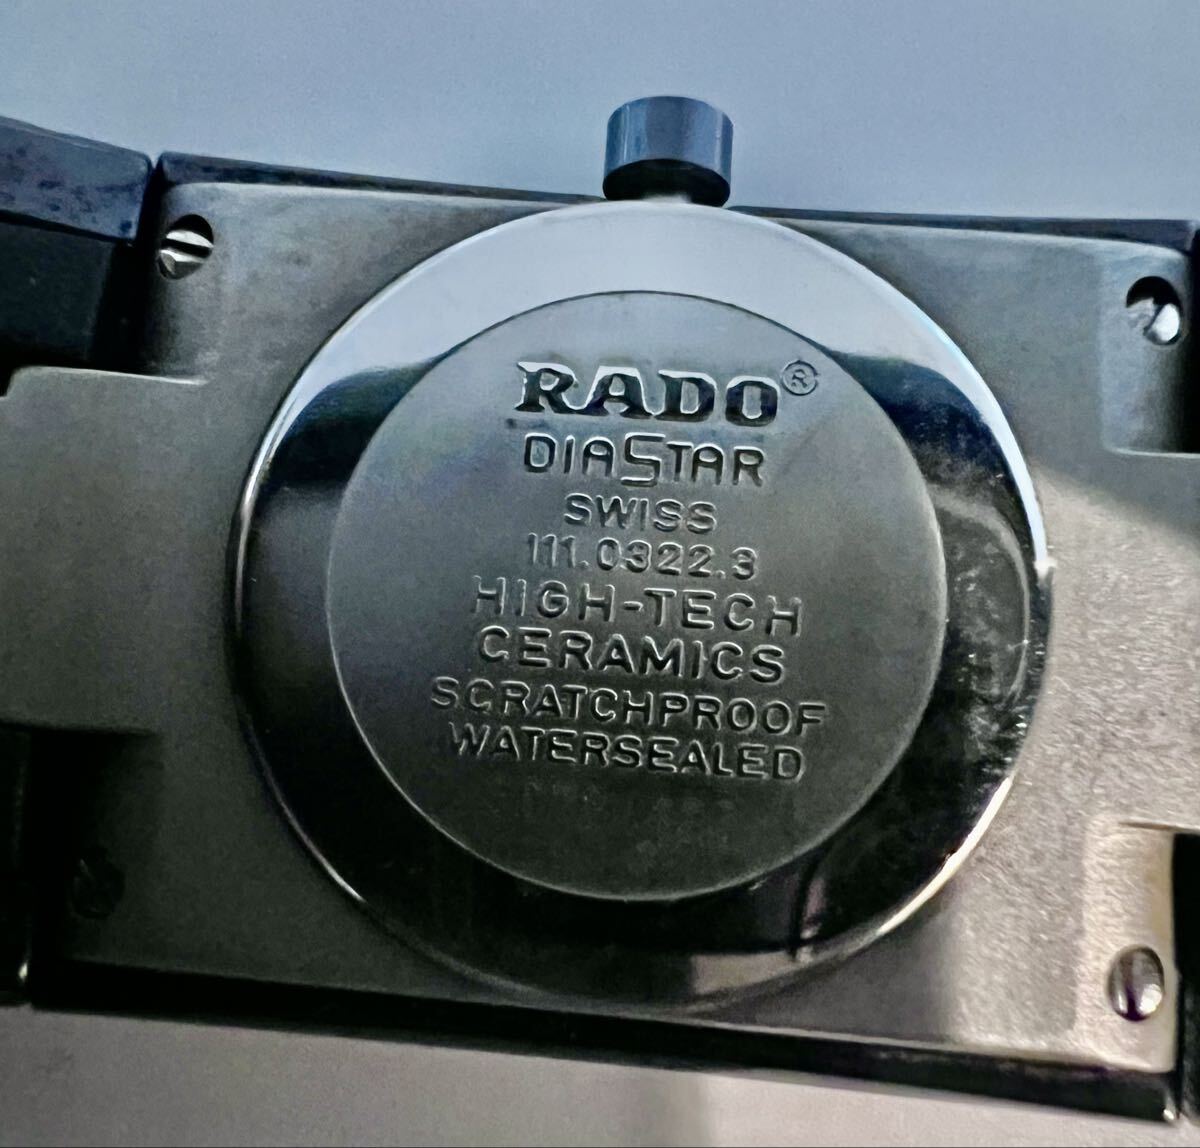 RADO®
DIASTAR
SWISS
111.0322.3
HIGH-TECH
CERAMICS
SCRATCHPROOF
WATERSEALED